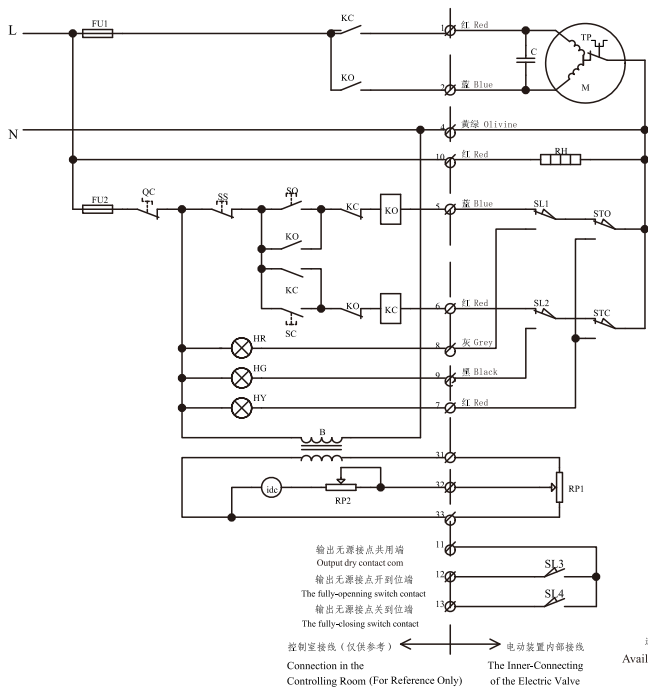 L
FU1
KC
1
红 Red
TP
C
KO
2
蓝 Blue
M
N
4
黄绿 Olivine
10
红 Red
RH
FU2
QC
SS
SO
KC
KO
5
蓝 Blue
SL1
STO
KO
KC
SC
KO
KC
6
红 Red
SL2
STC
HR
8
灰 Grey
HG
9
黑 Black
HY
7
红 Red
B
31
idc
RP2
32
RP1
33
输出无源接点共用端
Output dry contact com
11
输出无源接点开到位端
The fully-openning switch contact
12
SL3
输出无源接点关到位端
The fully-closing switch contact
13
SL4
控制室接线 (仅供参考)
电动装置内部接线
Connection in the
Controlling Room (For Reference Only)
The Inner-Connecting
of the Electric Valve
Avail